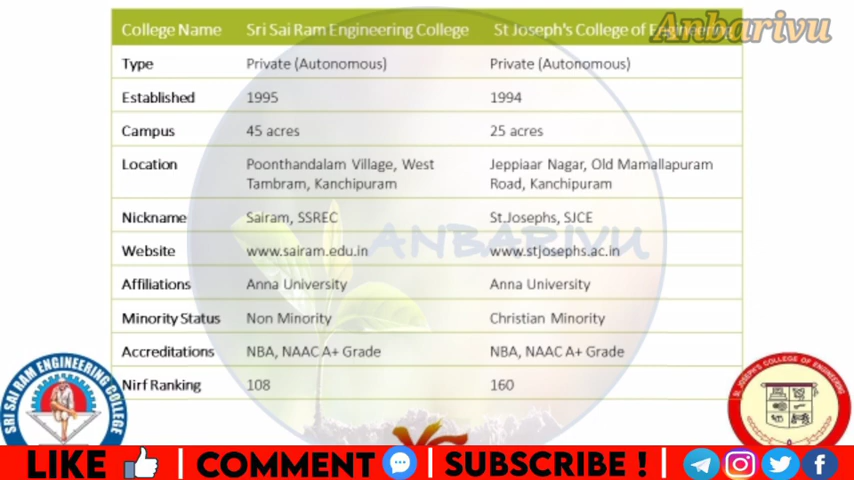 Anbarivu
College Name Sri Sai Ram Engineering College St Joseph's College of Engineering
Type Private (Autonomous) Private (Autonomous)
Established 1995 1994
Campus 45 acres 25 acres
Location Poonthandalam Village, West Jeppiaar Nagar, Old Mamallapuram
Tambram, Kanchipuram Road, Kanchipuram
Nickname Sairam, SSREC St.Josephs, SJCE
ANBARIVU
Website www.sairam.edu.in www.stjosephs.ac.in
Affiliations Anna University Anna University
Minority Status Non Minority Christian Minority
Accreditations NBA, NAAC A+ Grade NBA, NAAC A+ Grade
Nirf Ranking 108 160
SRI SAI RAM ENGINEERING COLLEGE
ST. JOSEPH'S COLLEGE OF ENGINEERING
VS
LIKE | COMMENT | SUBSCRIBE ! |